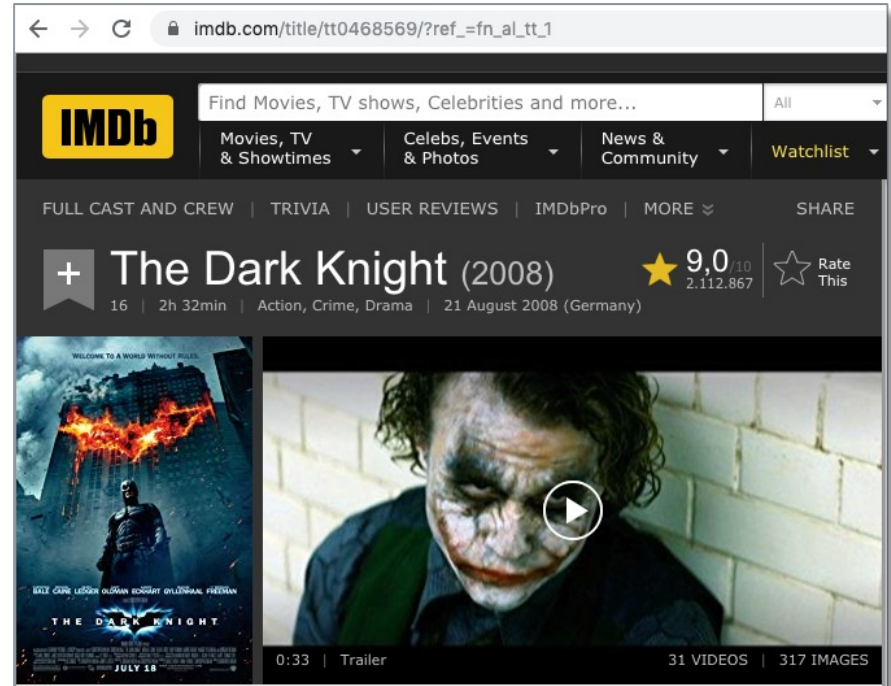 imdb.com/title/tt0468569/?ref_=fn_al_tt_1
IMDb
Find Movies, TV shows, Celebrities and more...
All
Movies, TV
& Showtimes
Celebs, Events
& Photos
News &
Community
Watchlist
FULL CAST AND CREW | TRIVIA | USER REVIEWS | IMDbPro | MORE
SHARE
+
The Dark Knight (2008)
16 | 2h 32min | Action, Crime, Drama | 21 August 2008 (Germany)
9,0/10
2.112.867
Rate
This
WELCOME TO A WORLD WITHOUT RULES.
BALE CAINE LEDGER OLDMAN ECKHART GYLLENHAAL FREEMAN
THE DARK KNIGHT
JULY 18
0:33 | Trailer
31 VIDEOS | 317 IMAGES